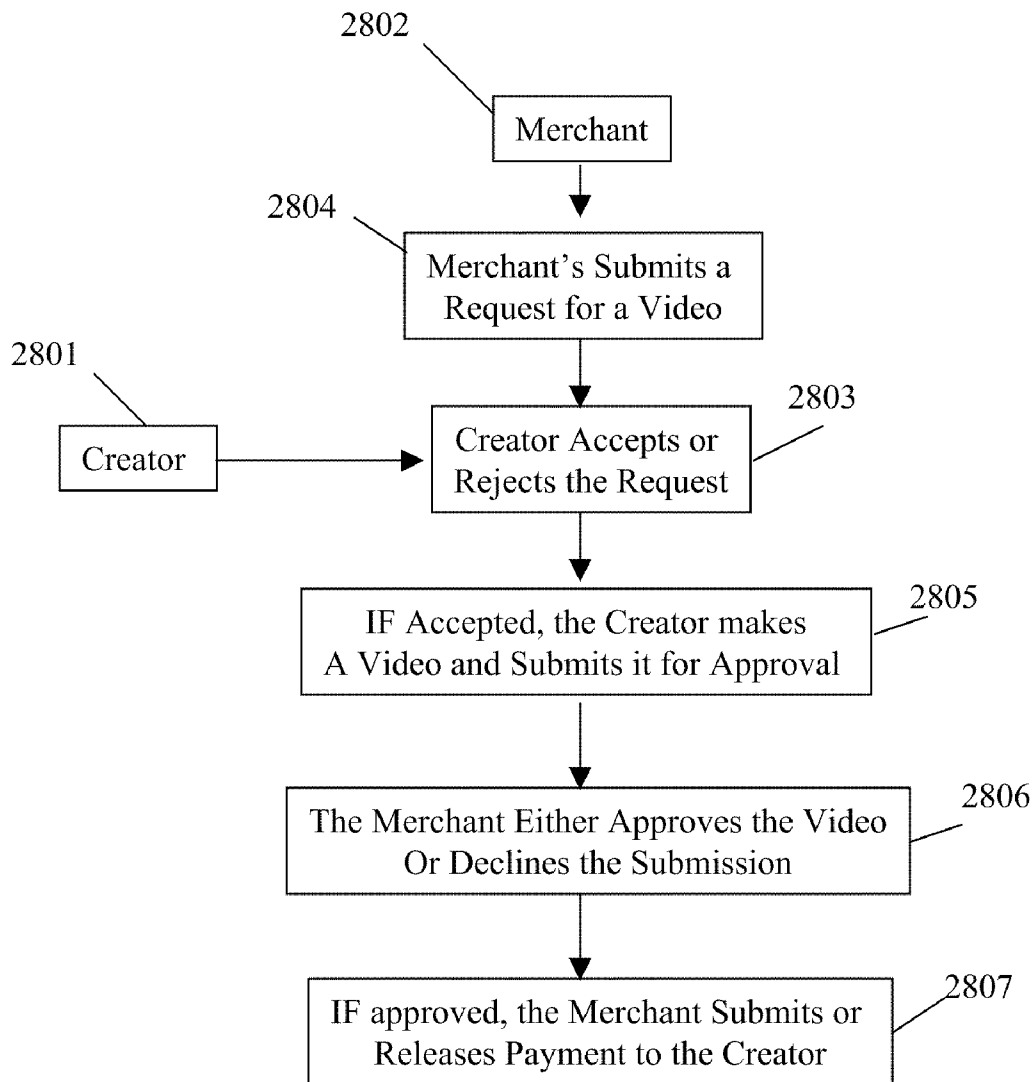 2802
Merchant
2804
Merchant's Submits a
Request for a Video
2801
2803
Creator
Creator Accepts or
Rejects the Request
2805
IF Accepted, the Creator makes
A Video and Submits it for Approval
2806
The Merchant Either Approves the Video
Or Declines the Submission
2807
IF approved, the Merchant Submits or
Releases Payment to the Creator